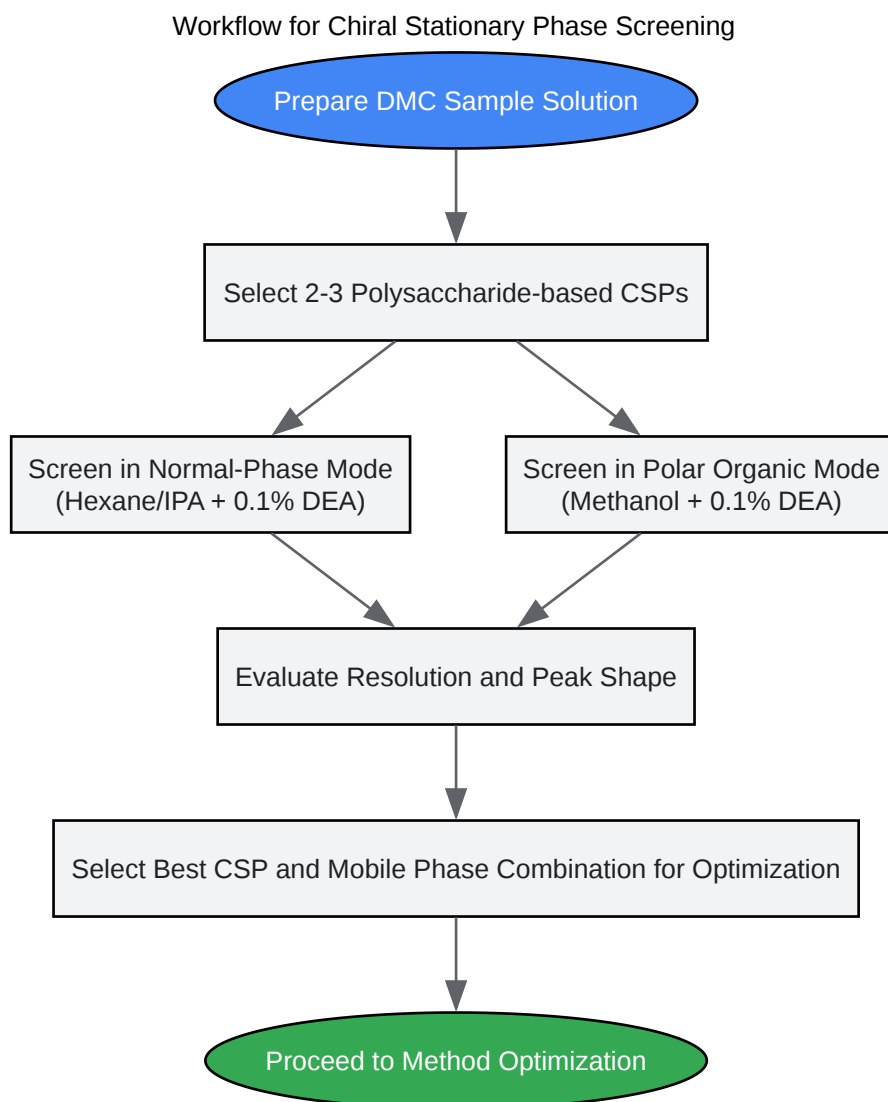 Workflow for Chiral Stationary Phase Screening
Prepare DMC Sample Solution
Select 2-3 Polysaccharide-based CSPs
Screen in Normal-Phase Mode
(Hexane/IPA + 0.1% DEA)
Screen in Polar Organic Mode
(Methanol + 0.1% DEA)
Evaluate Resolution and Peak Shape
Select Best CSP and Mobile Phase Combination for Optimization
Proceed to Method Optimization